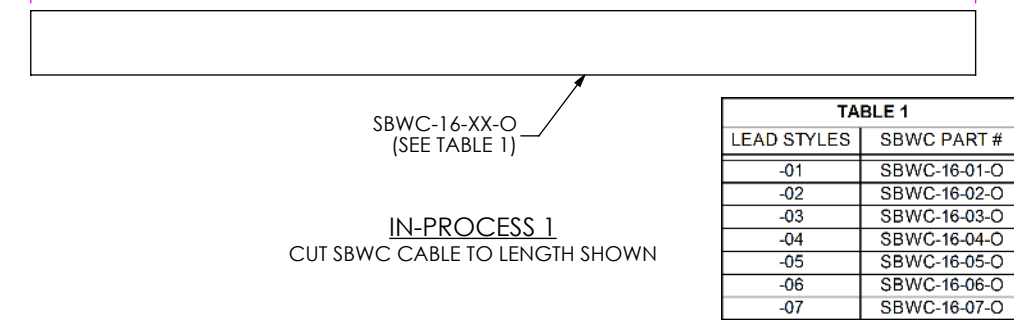 SBWC-16-XX-O
(SEE TABLE 1)
IN-PROCESS 1
CUT SBWC CABLE TO LENGTH SHOWN
TABLE 1
LEAD STYLES SBWC PART #
-01 SBWC-16-01-O
-02 SBWC-16-02-O
-03 SBWC-16-03-O
-04 SBWC-16-04-O
-05 SBWC-16-05-O
-06 SBWC-16-06-O
-07 SBWC-16-07-O